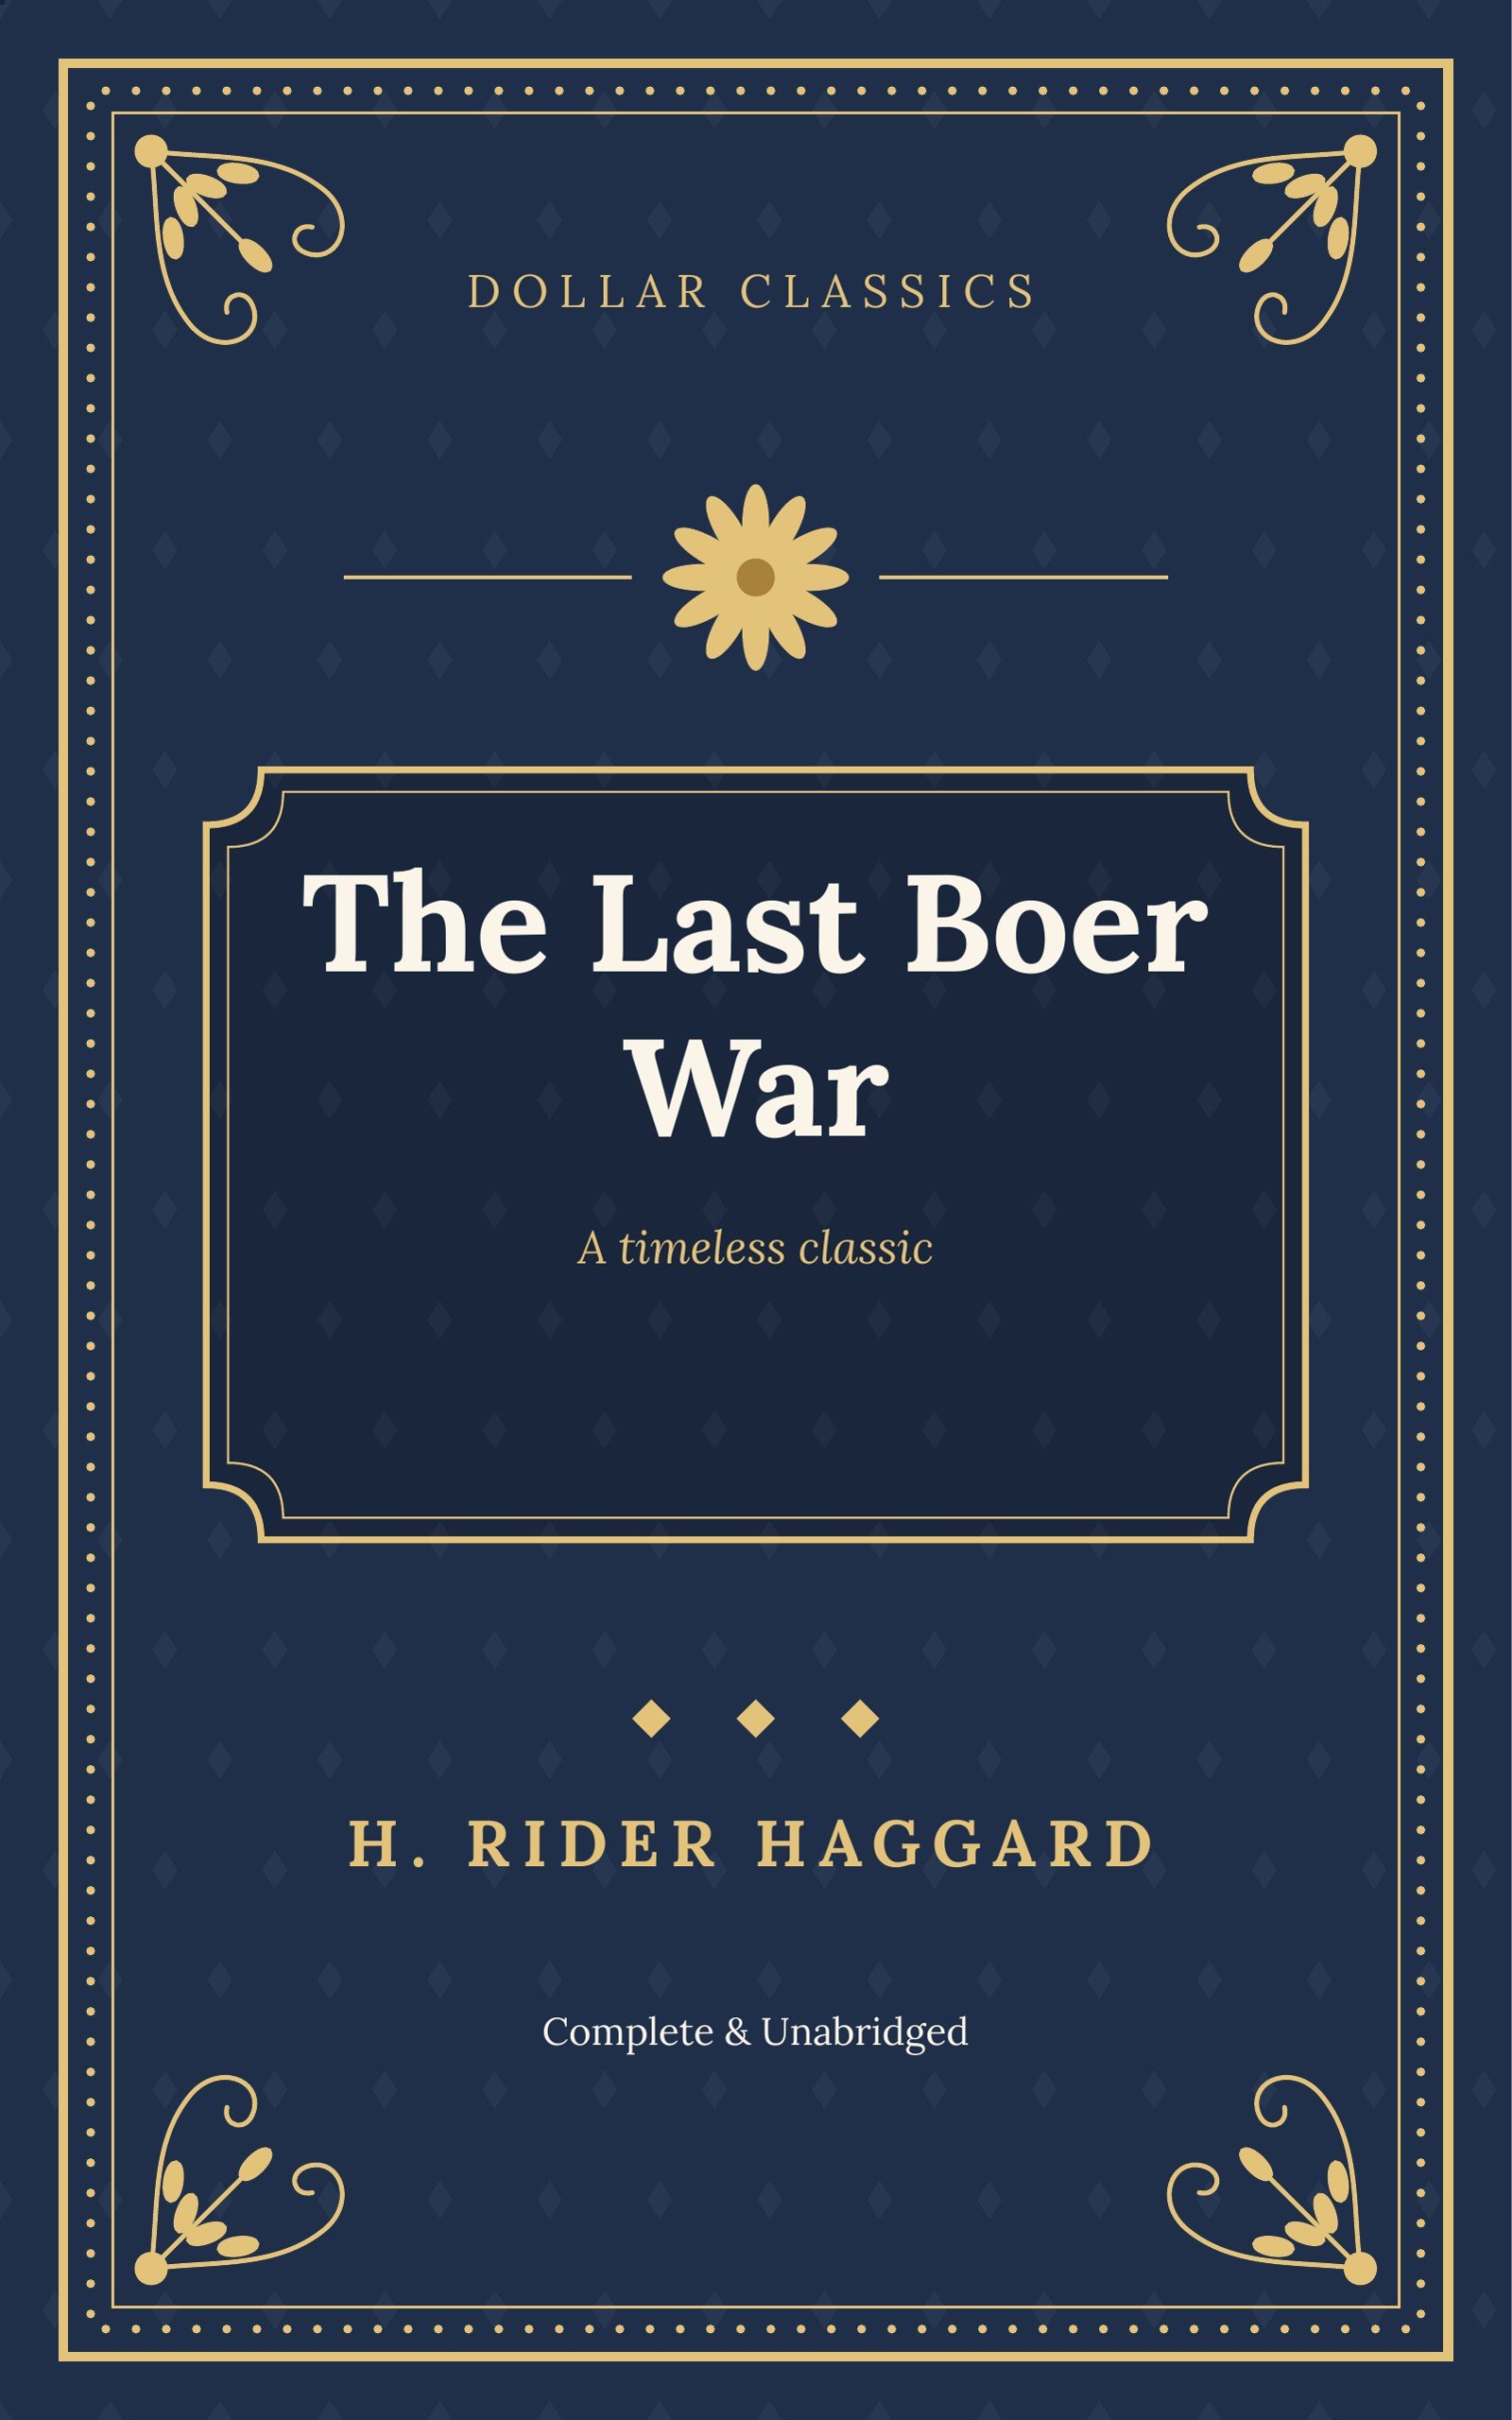 DOLLAR CLASSICS
The Last Boer
War
A timeless classic
H. RIDER HAGGARD
Complete & Unabridged